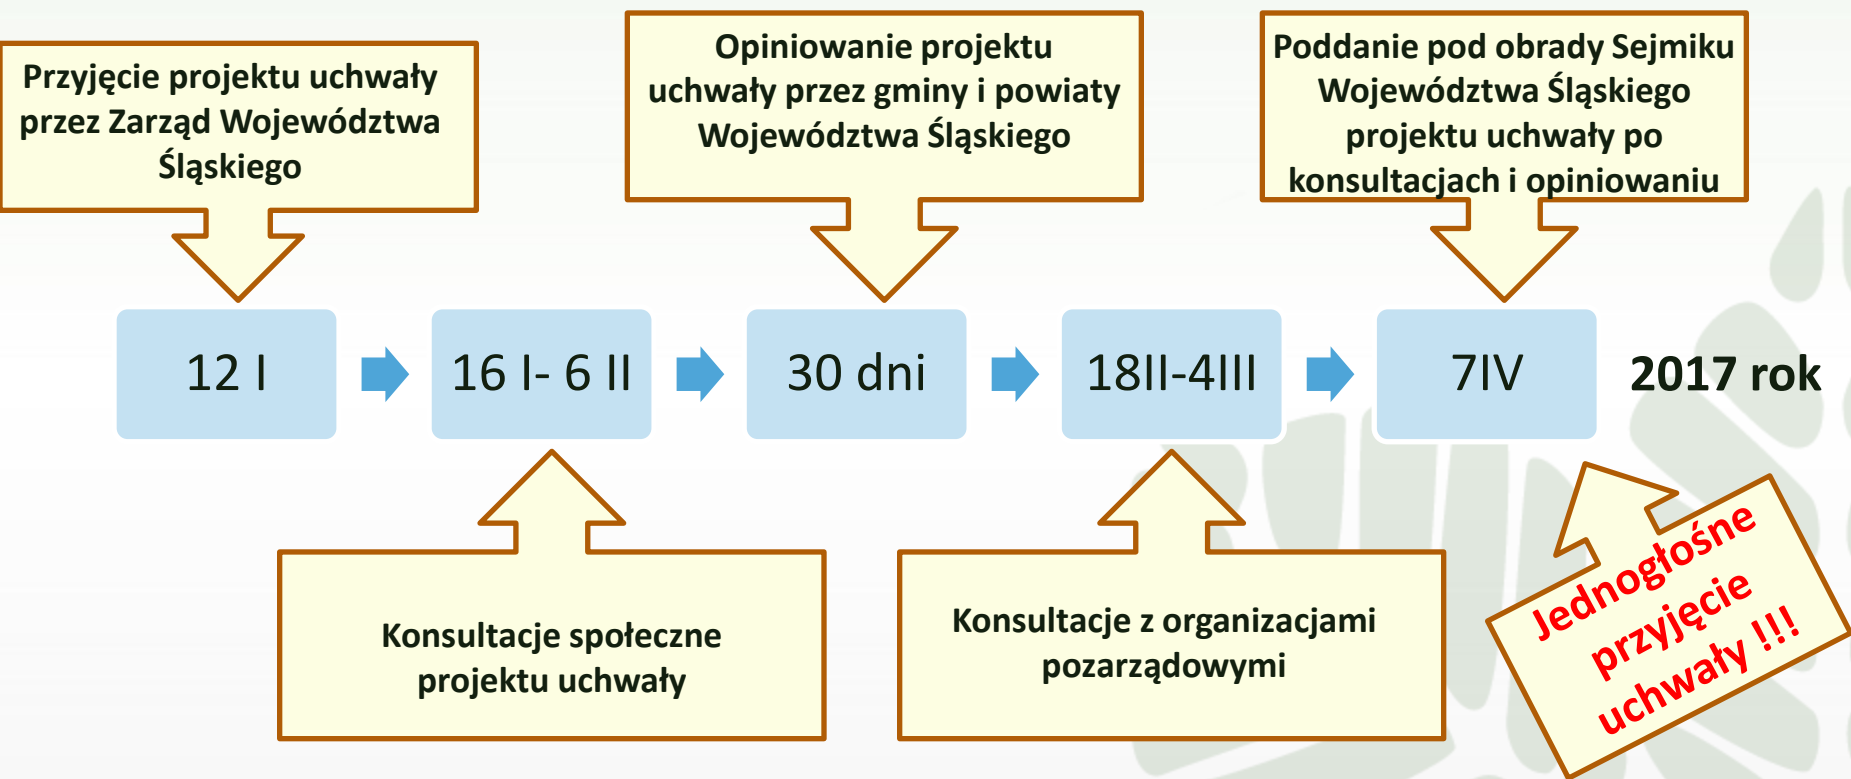 Przyjęcie projektu uchwały
przez Zarząd Województwa
Śląskiego
Opiniowanie projektu
uchwały przez gminy i powiaty
Województwa Śląskiego
Poddanie pod obrady Sejmiku
Województwa Śląskiego
projektu uchwały po
konsultacjach i opiniowaniu
12 I
16 I- 6 II
30 dni
18II-4III
7IV
2017 rok
Konsultacje społeczne
projektu uchwały
Konsultacje z organizacjami
pozarządowymi
Jednogłośne
przyjęcie
uchwały !!!